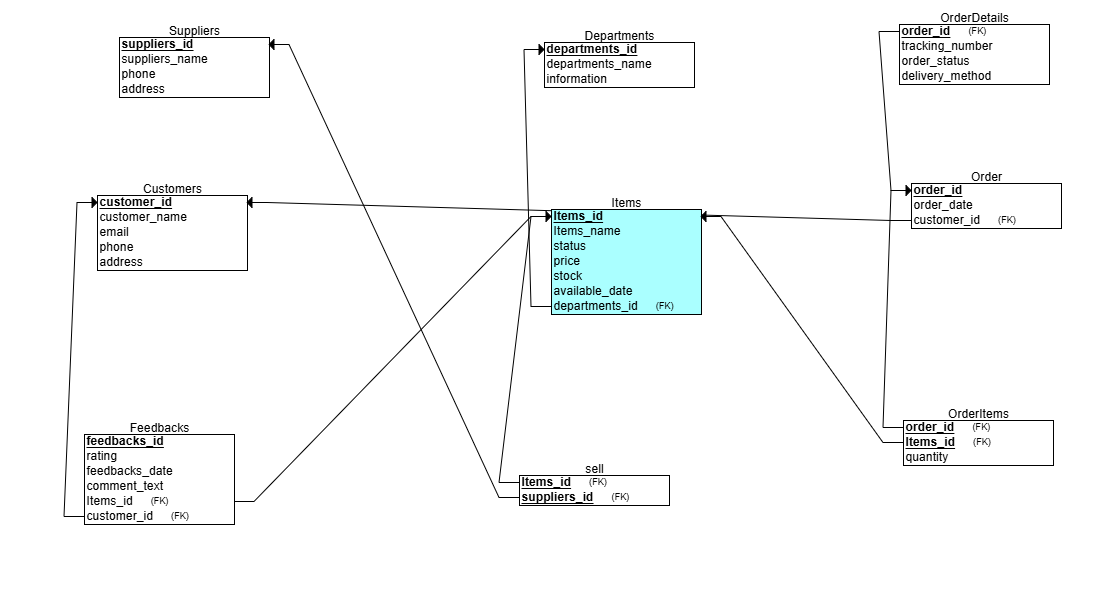 Suppliers
suppliers_id
suppliers_name
phone
address
Departments
departments_id
departments_name
information
OrderDetails
order_id (FK)
tracking_number
order_status
delivery_method
Customers
customer_id
customer_name
email
phone
address
Items
Items_id
Items_name
status
price
stock
available_date
departments_id (FK)
Order
order_id
order_date
customer_id (FK)
Feedbacks
feedbacks_id
rating
feedbacks_date
comment_text
Items_id (FK)
customer_id (FK)
sell
Items_id (FK)
suppliers_id (FK)
OrderItems
order_id (FK)
Items_id (FK)
quantity